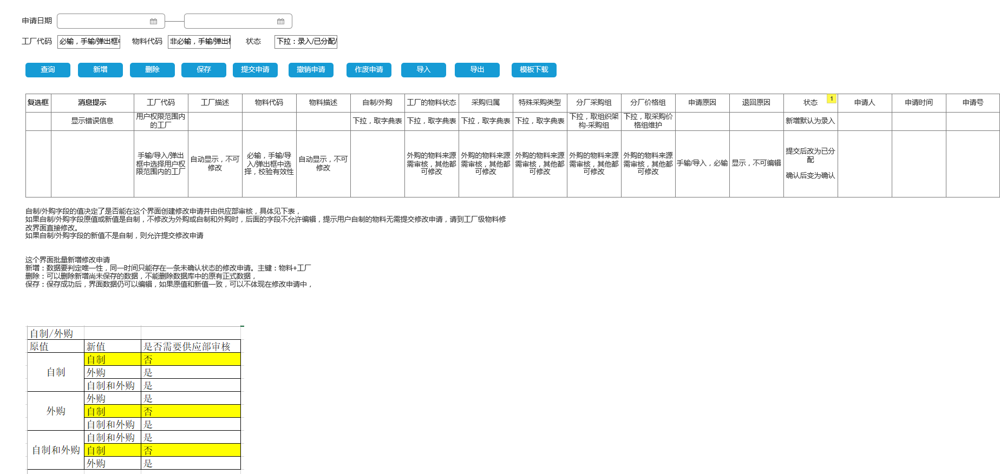 申请日期
工厂代码 必输，手输/弹出框中 物料代码 非必输，手输/弹出 状态 下拉：录入/已分配/
查询 新增 删除 保存 提交申请 撤销申请 作废申请 导入 导出 模板下载
复选框 消息提示 工厂代码 工厂描述 物料代码 物料描述 自制/外购 工厂的物料状态 采购归属 特殊采购类型 分厂采购组 分厂价格组 申请原因 退回原因 状态 1 申请人 申请时间 申请号
显示错误信息 用户权限范围内的工厂 下拉，取字典表 下拉，取字典表 下拉，取字典表 下拉，取字典表 下拉，取组织架构-采购组 下拉，取采购价格组维护 新增默认为录入
手输/导入/弹出框中选择用户权限范围内的工厂 自动显示，不可修改 必输，手输/导入/弹出框中选择，校验有效性 自动显示，不可修改 外购的物料来源需审核，其他都可修改 外购的物料来源需审核，其他都可修改 外购的物料来源需审核，其他都可修改 外购的物料来源需审核，其他都可修改 外购的物料来源需审核，其他都可修改 手输/导入，必输 显示，不可编辑 提交后改为已分配 确认后变为确认
自制/外购字段的值决定了是否能在这个界面创建修改申请并由供应部审核，具体见下表，
如果自制/外购字段原值或新值是自制，不修改为外购或自制和外购时，后面的字段不允许编辑，提示用户自制的物料无需提交修改申请，请到工厂级物料修
改界面直接修改。
如果自制/外购字段的新值不是自制，则允许提交修改申请
这个界面批量新增修改申请
新增：数据要判定唯一性，同一时间只能存在一条未确认状态的修改申请。主键：物料+工厂
删除：可以删除新增尚未保存的数据，不能删除数据库中的原有正式数据，
保存：保存成功后，界面数据仍可以编辑，如果原值和新值一致，可以不体现在修改申请中，
自制/外购
原值 新值 是否需要供应部审核
自制 自制 否
外购 是
自制和外购 是
外购 外购 是
自制 否
自制和外购 是
自制和外购 自制和外购 是
自制 否
外购 是